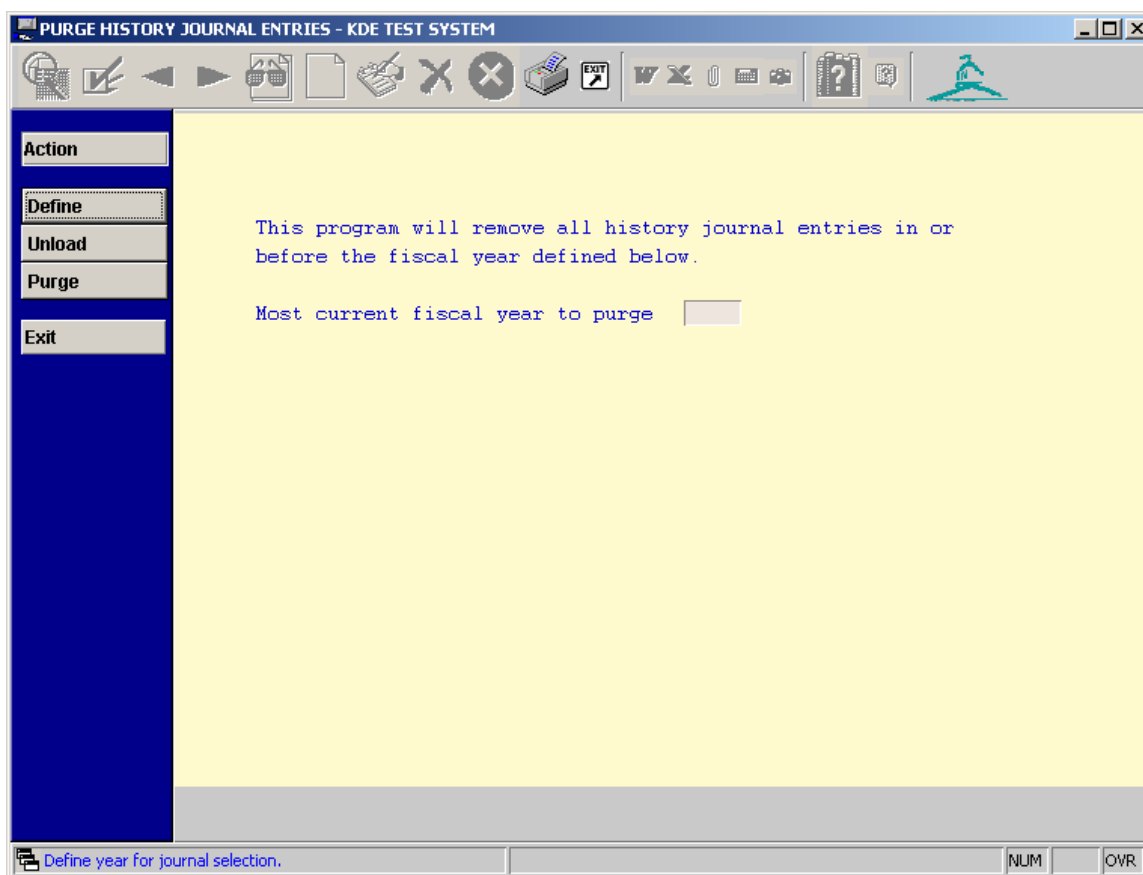 PURGE HISTORY JOURNAL ENTRIES - KDE TEST SYSTEM
EXIT
W X
?
?
Action
Define
Unload
Purge
Exit
This program will remove all history journal entries in or
before the fiscal year defined below.
Most current fiscal year to purge
Define year for journal selection.
NUM
OVR